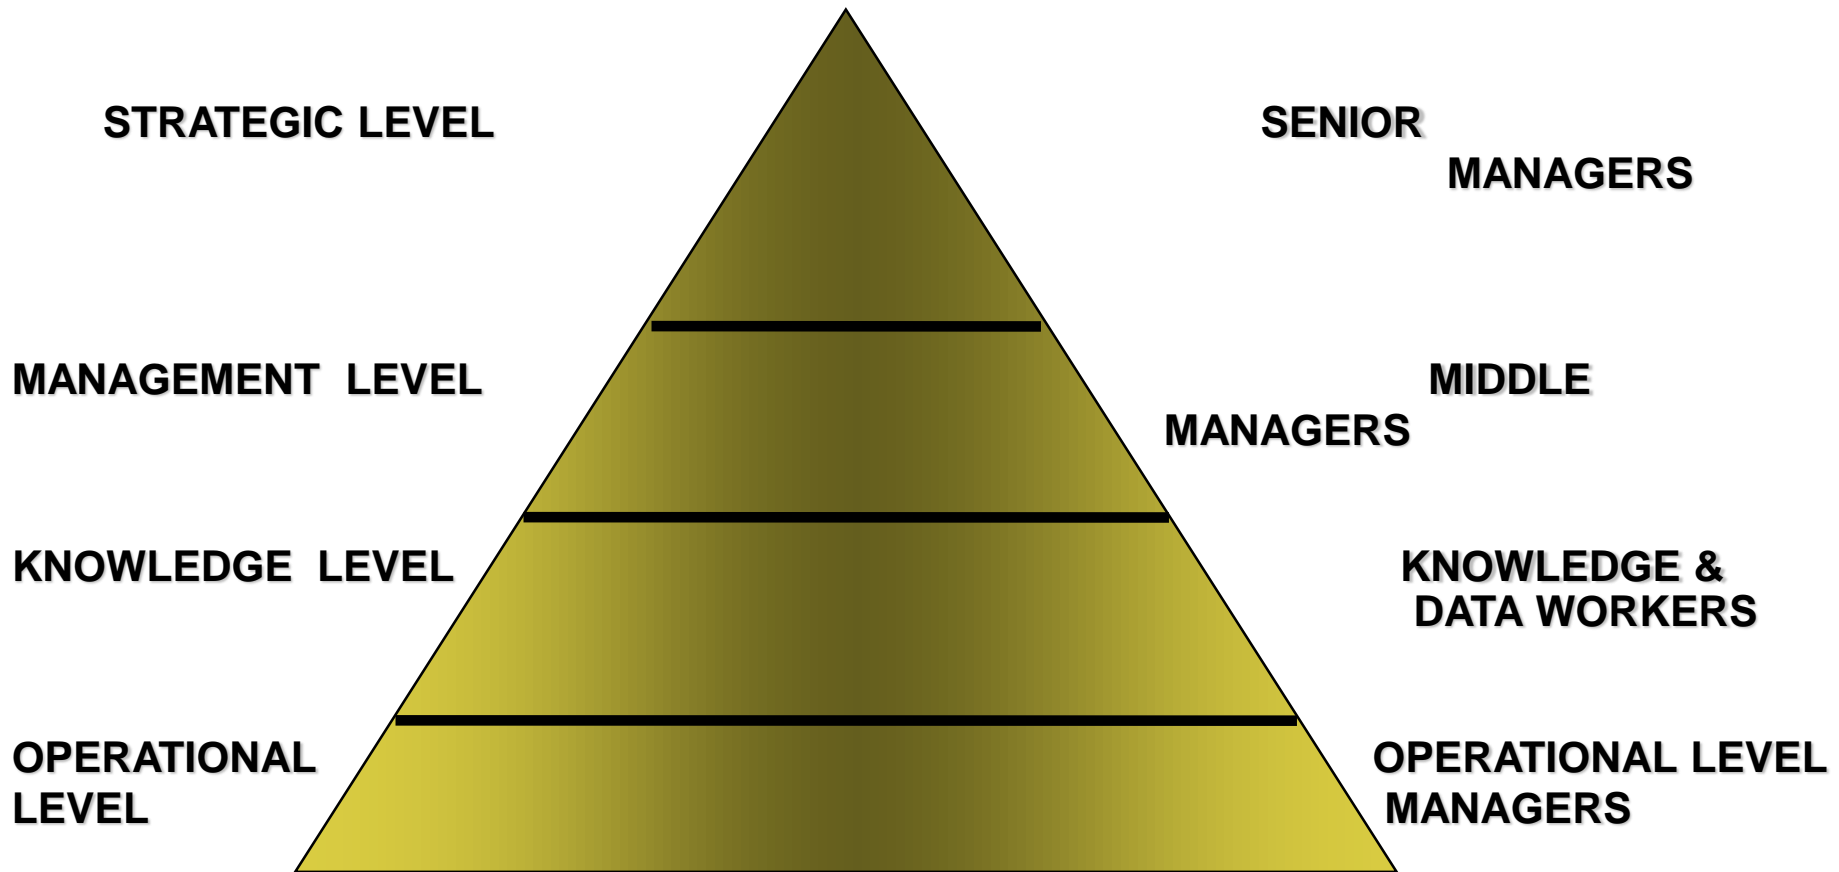 STRATEGIC LEVEL
SENIOR
MANAGERS
MANAGEMENT LEVEL
MIDDLE
MANAGERS
KNOWLEDGE LEVEL
KNOWLEDGE &
DATA WORKERS
OPERATIONAL
LEVEL
OPERATIONAL LEVEL
MANAGERS